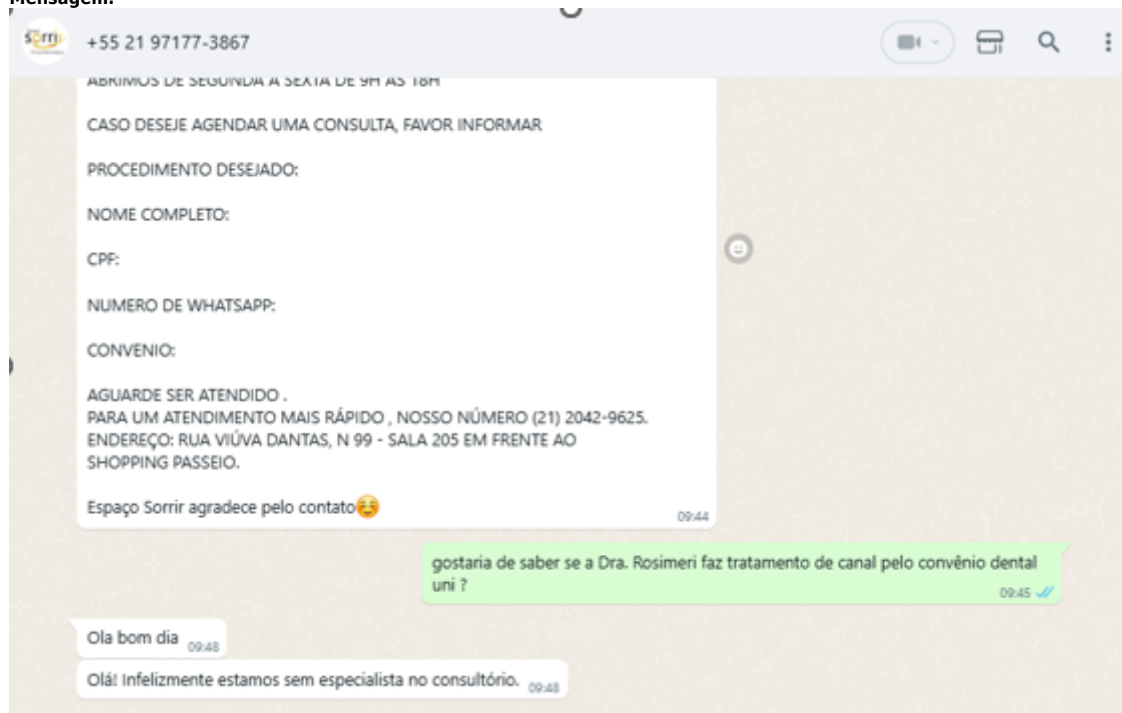 Mensagem:
Sorrir
+55 21 97177-3867
ABRIMOS DE SEGUNDA A SEXTA DE 9H AS 18H
CASO DESEJE AGENDAR UMA CONSULTA, FAVOR INFORMAR
PROCEDIMENTO DESEJADO:
NOME COMPLETO:
CPF:
NUMERO DE WHATSAPP:
CONVENIO:
AGUARDE SER ATENDIDO .
PARA UM ATENDIMENTO MAIS RÁPIDO , NOSSO NÚMERO (21) 2042-9625.
ENDEREÇO: RUA VIÚVA DANTAS, N 99 - SALA 205 EM FRENTE AO
SHOPPING PASSEIO.
Espaço Sorrir agradece pelo contato☺️
09:44
gostaria de saber se a Dra. Rosimeri faz tratamento de canal pelo convênio dental
uni ?
09:45
Ola bom dia 09:48
Olá! Infelizmente estamos sem especialista no consultório. 09:48